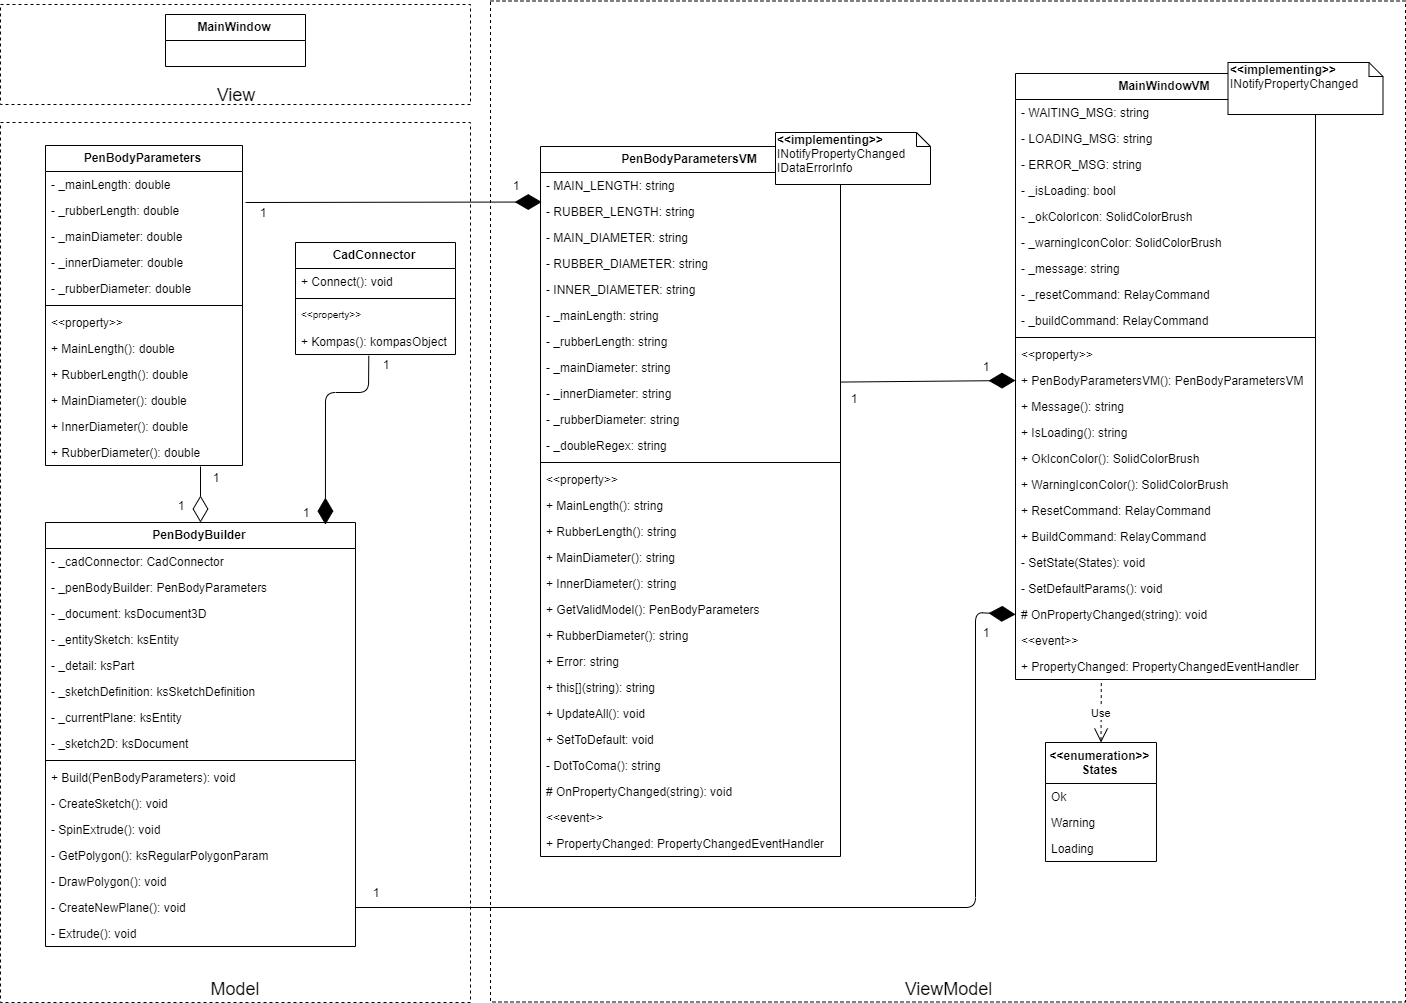 MainWindow
View
PenBodyParameters
- _mainLength: double
- _rubberLength: double
- _mainDiameter: double
- _innerDiameter: double
- _rubberDiameter: double
<<property>>
+ MainLength(): double
+ RubberLength(): double
+ MainDiameter(): double
+ InnerDiameter(): double
+ RubberDiameter(): double
1
1
CadConnector
+ Connect(): void
<<property>>
+ Kompas(): kompasObject
1
1
PenBodyBuilder
- _cadConnector: CadConnector
- _penBodyBuilder: PenBodyParameters
- _document: ksDocument3D
- _entitySketch: ksEntity
- _detail: ksPart
- _sketchDefinition: ksSketchDefinition
- _currentPlane: ksEntity
- _sketch2D: ksDocument
+ Build(PenBodyParameters): void
- CreateSketch(): void
- SpinExtrude(): void
- GetPolygon(): ksRegularPolygonParam
- DrawPolygon(): void
- CreateNewPlane(): void
- Extrude(): void
Model
1
1
PenBodyParametersVM
<<implementing>>
INotifyPropertyChanged
IDataErrorInfo
- MAIN_LENGTH: string
- RUBBER_LENGTH: string
- MAIN_DIAMETER: string
- RUBBER_DIAMETER: string
- INNER_DIAMETER: string
- _mainLength: string
- _rubberLength: string
- _mainDiameter: string
- _innerDiameter: string
- _rubberDiameter: string
- _doubleRegex: string
<<property>>
+ MainLength(): string
+ RubberLength(): string
+ MainDiameter(): string
+ InnerDiameter(): string
+ GetValidModel(): PenBodyParameters
+ RubberDiameter(): string
+ Error: string
+ this[](string): string
+ UpdateAll(): void
+ SetToDefault: void
- DotToComa(): string
# OnPropertyChanged(string): void
<<event>>
+ PropertyChanged: PropertyChangedEventHandler
1
1
MainWindowVM
<<implementing>>
INotifyPropertyChanged
- WAITING_MSG: string
- LOADING_MSG: string
- ERROR_MSG: string
- _isLoading: bool
- _okColorIcon: SolidColorBrush
- _warningIconColor: SolidColorBrush
- _message: string
- _resetCommand: RelayCommand
- _buildCommand: RelayCommand
<<property>>
+ PenBodyParametersVM(): PenBodyParametersVM
+ Message(): string
+ IsLoading(): string
+ OkIconColor(): SolidColorBrush
+ WarningIconColor(): SolidColorBrush
+ ResetCommand: RelayCommand
+ BuildCommand: RelayCommand
- SetState(States): void
- SetDefaultParams(): void
# OnPropertyChanged(string): void
<<event>>
+ PropertyChanged: PropertyChangedEventHandler
1
1
Use
<<enumeration>>
States
Ok
Warning
Loading
ViewModel